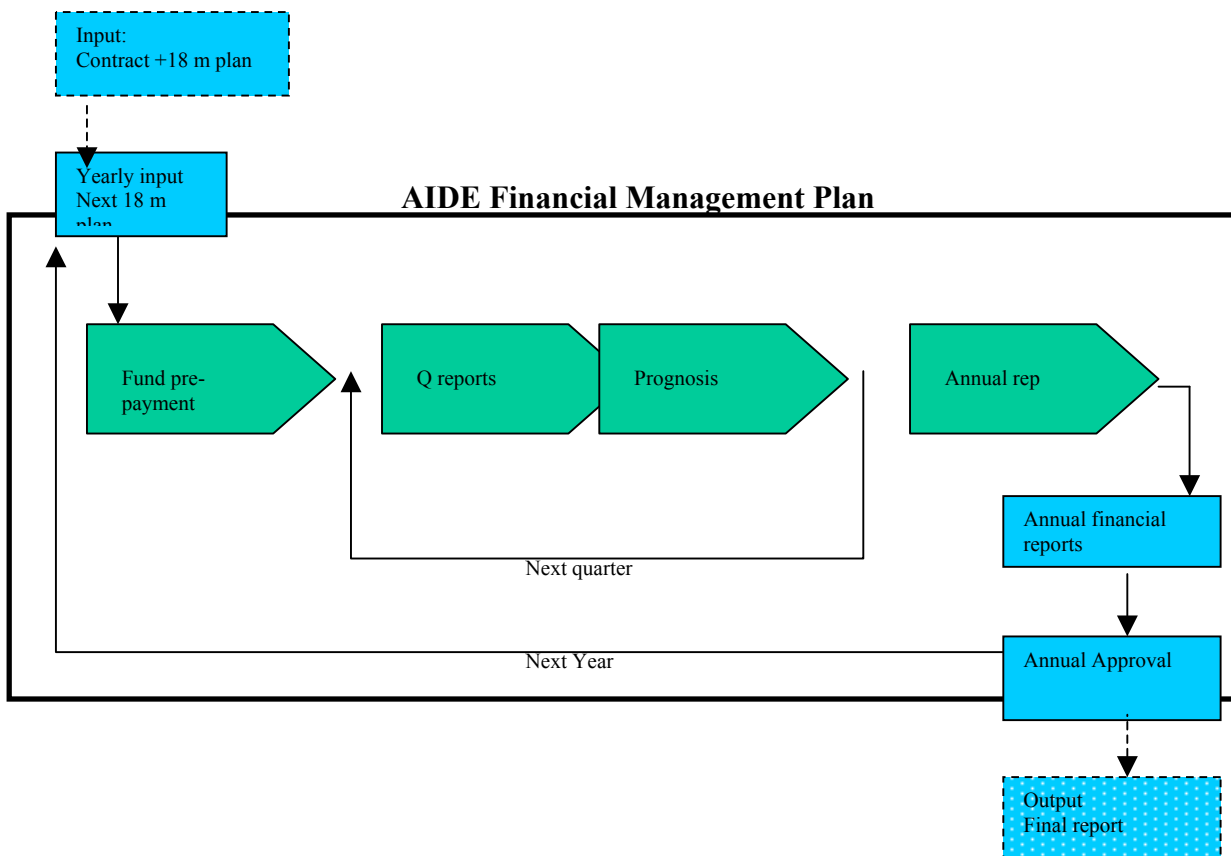 Input:
Contract +18 m plan
Yearly input
Next 18 m
plan
AIDE Financial Management Plan
Fund pre-
payment
Q reports
Prognosis
Annual rep
Annual financial
reports
Next quarter
Next Year
Annual Approval
Output
Final report